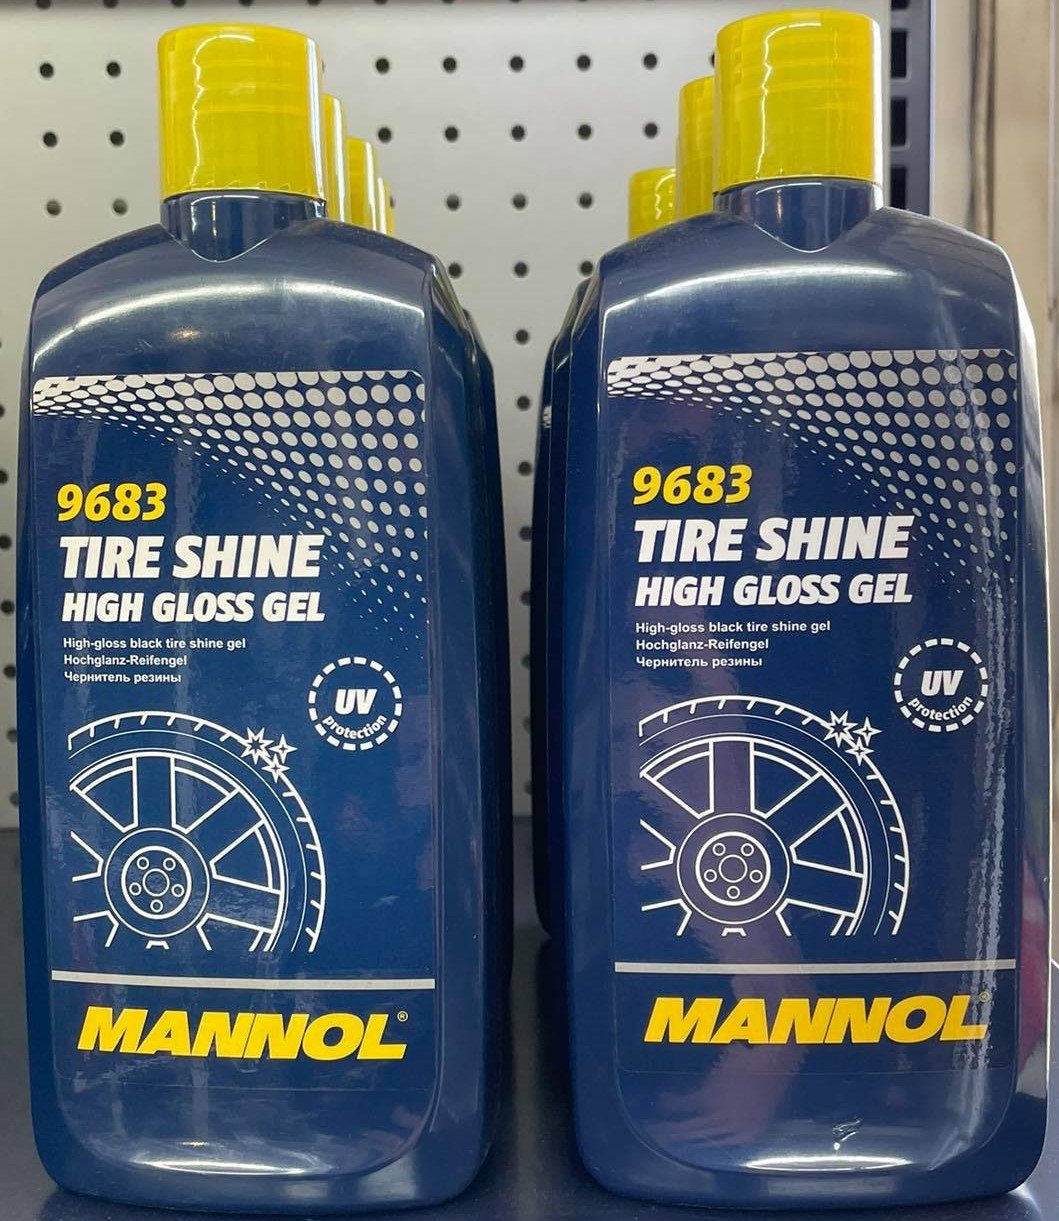 9683
TIRE SHINE
HIGH GLOSS GEL
High-gloss black tire shine gel
Hochglanz-Reifengel
Чернитель резины
UV
protection
MANNOL®
9683
TIRE SHINE
HIGH GLOSS GEL
High-gloss black tire shine gel
Hochglanz-Reifengel
Чернитель резины
UV
protection
MANNOL®